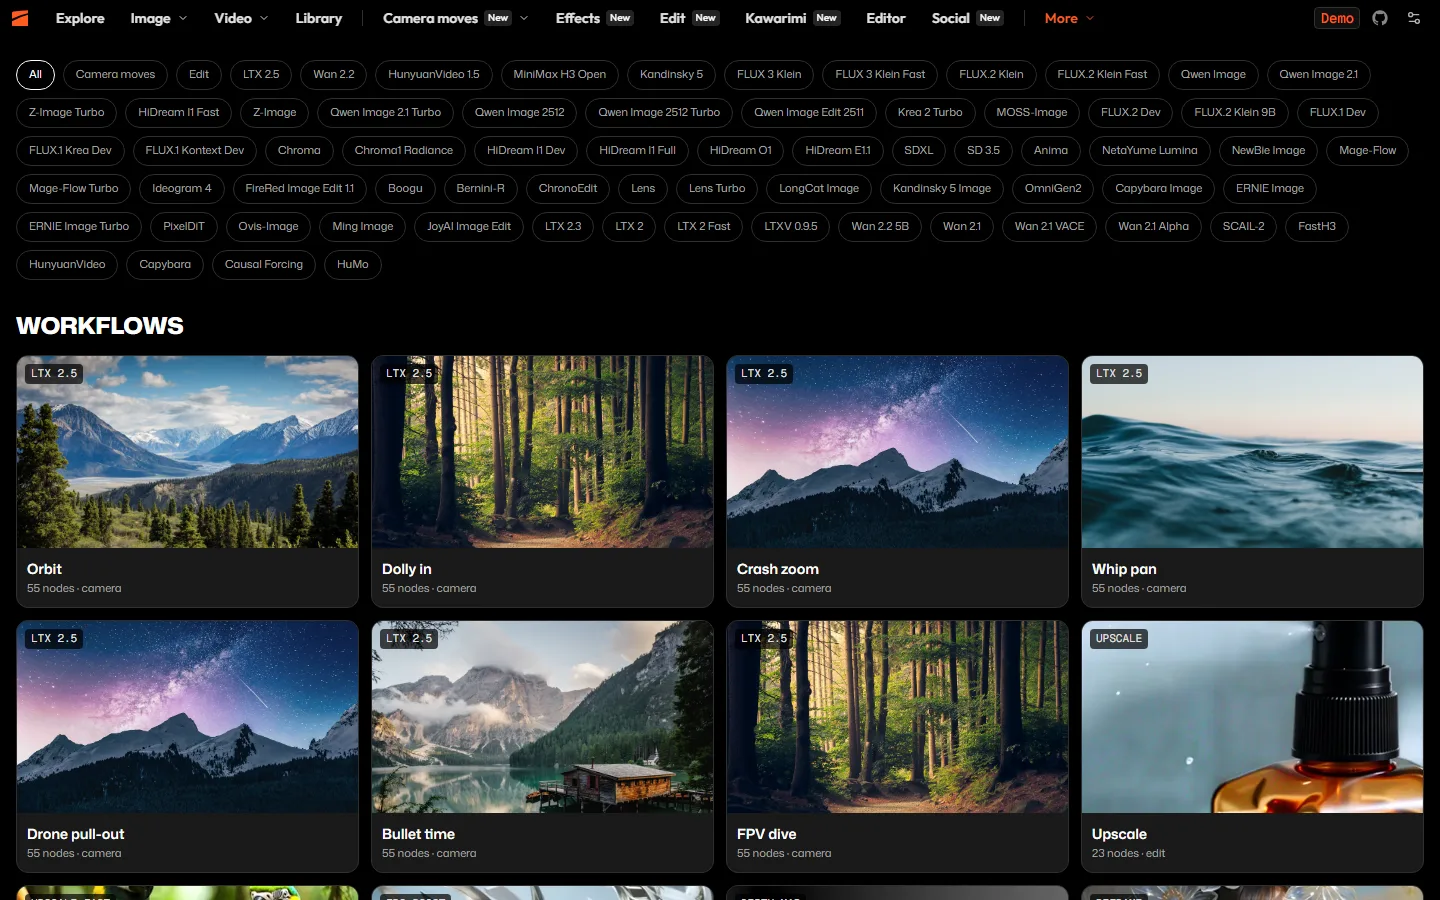 Explore Image Video Library Camera moves New Effects New Edit New Kawarimi New Editor Social New More Demo
All Camera moves Edit LTX 2.5 Wan 2.2 HunyuanVideo 1.5 MiniMax H3 Open Kandinsky 5 FLUX 3 Klein FLUX 3 Klein Fast FLUX.2 Klein FLUX.2 Klein Fast Qwen Image Qwen Image 2.1
Z-Image Turbo HiDream I1 Fast Z-Image Qwen Image 2.1 Turbo Qwen Image 2512 Qwen Image 2512 Turbo Qwen Image Edit 2511 Krea 2 Turbo MOSS-Image FLUX.2 Dev FLUX.2 Klein 9B FLUX.1 Dev
FLUX.1 Krea Dev FLUX.1 Kontext Dev Chroma Chroma1 Radiance HiDream I1 Dev HiDream I1 Full HiDream O1 HiDream E1.1 SDXL SD 3.5 Anima NetaYume Lumina NewBie Image Mage-Flow
Mage-Flow Turbo Ideogram 4 FireRed Image Edit 1.1 Boogu Bernini-R ChronoEdit Lens Lens Turbo LongCat Image Kandinsky 5 Image OmniGen2 Capybara Image ERNIE Image
ERNIE Image Turbo PixelDiT Ovis-Image Ming Image JoyAI Image Edit LTX 2.3 LTX 2 LTX 2 Fast LTXV 0.9.5 Wan 2.2 5B Wan 2.1 Wan 2.1 VACE Wan 2.1 Alpha SCAIL-2 FastH3
HunyuanVideo Capybara Causal Forcing HuMo
WORKFLOWS
LTX 2.5 LTX 2.5 LTX 2.5 LTX 2.5
Orbit Dolly in Crash zoom Whip pan
55 nodes · camera 55 nodes · camera 55 nodes · camera 55 nodes · camera
LTX 2.5 LTX 2.5 LTX 2.5 UPSCALE
Drone pull-out Bullet time FPV dive Upscale
55 nodes · camera 55 nodes · camera 55 nodes · camera 23 nodes · edit